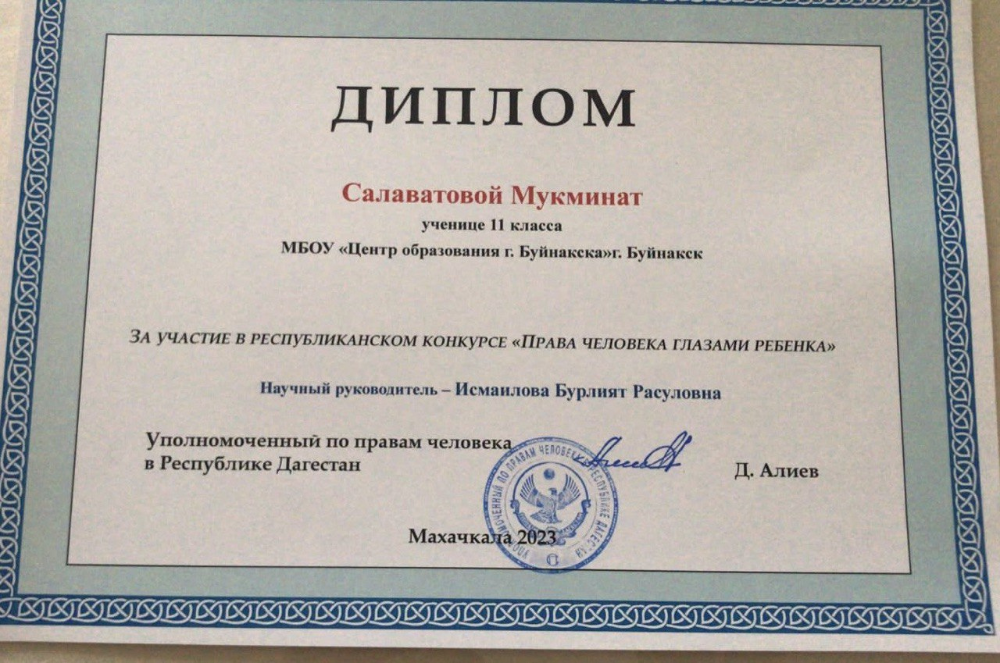 ДИПЛОМ
Салаватовой Мукминат
ученице 11 класса
МБОУ «Центр образования г. Буйнакска»г. Буйнакск
ЗА УЧАСТИЕ В РЕСПУБЛИКАНСКОМ КОНКУРСЕ «ПРАВА ЧЕЛОВЕКА ГЛАЗАМИ РЕБЕНКА»
Научный руководитель – Исмаилова Бурлият Расуловна
Уполномоченный по правам человека
в Республике Дагестан
Д. Алиев
УПОЛНОМОЧЕННЫЙ ПО ПРАВАМ ЧЕЛОВЕКА В РЕСПУБЛИКЕ ДАГЕСТАН
Махачкала 2023